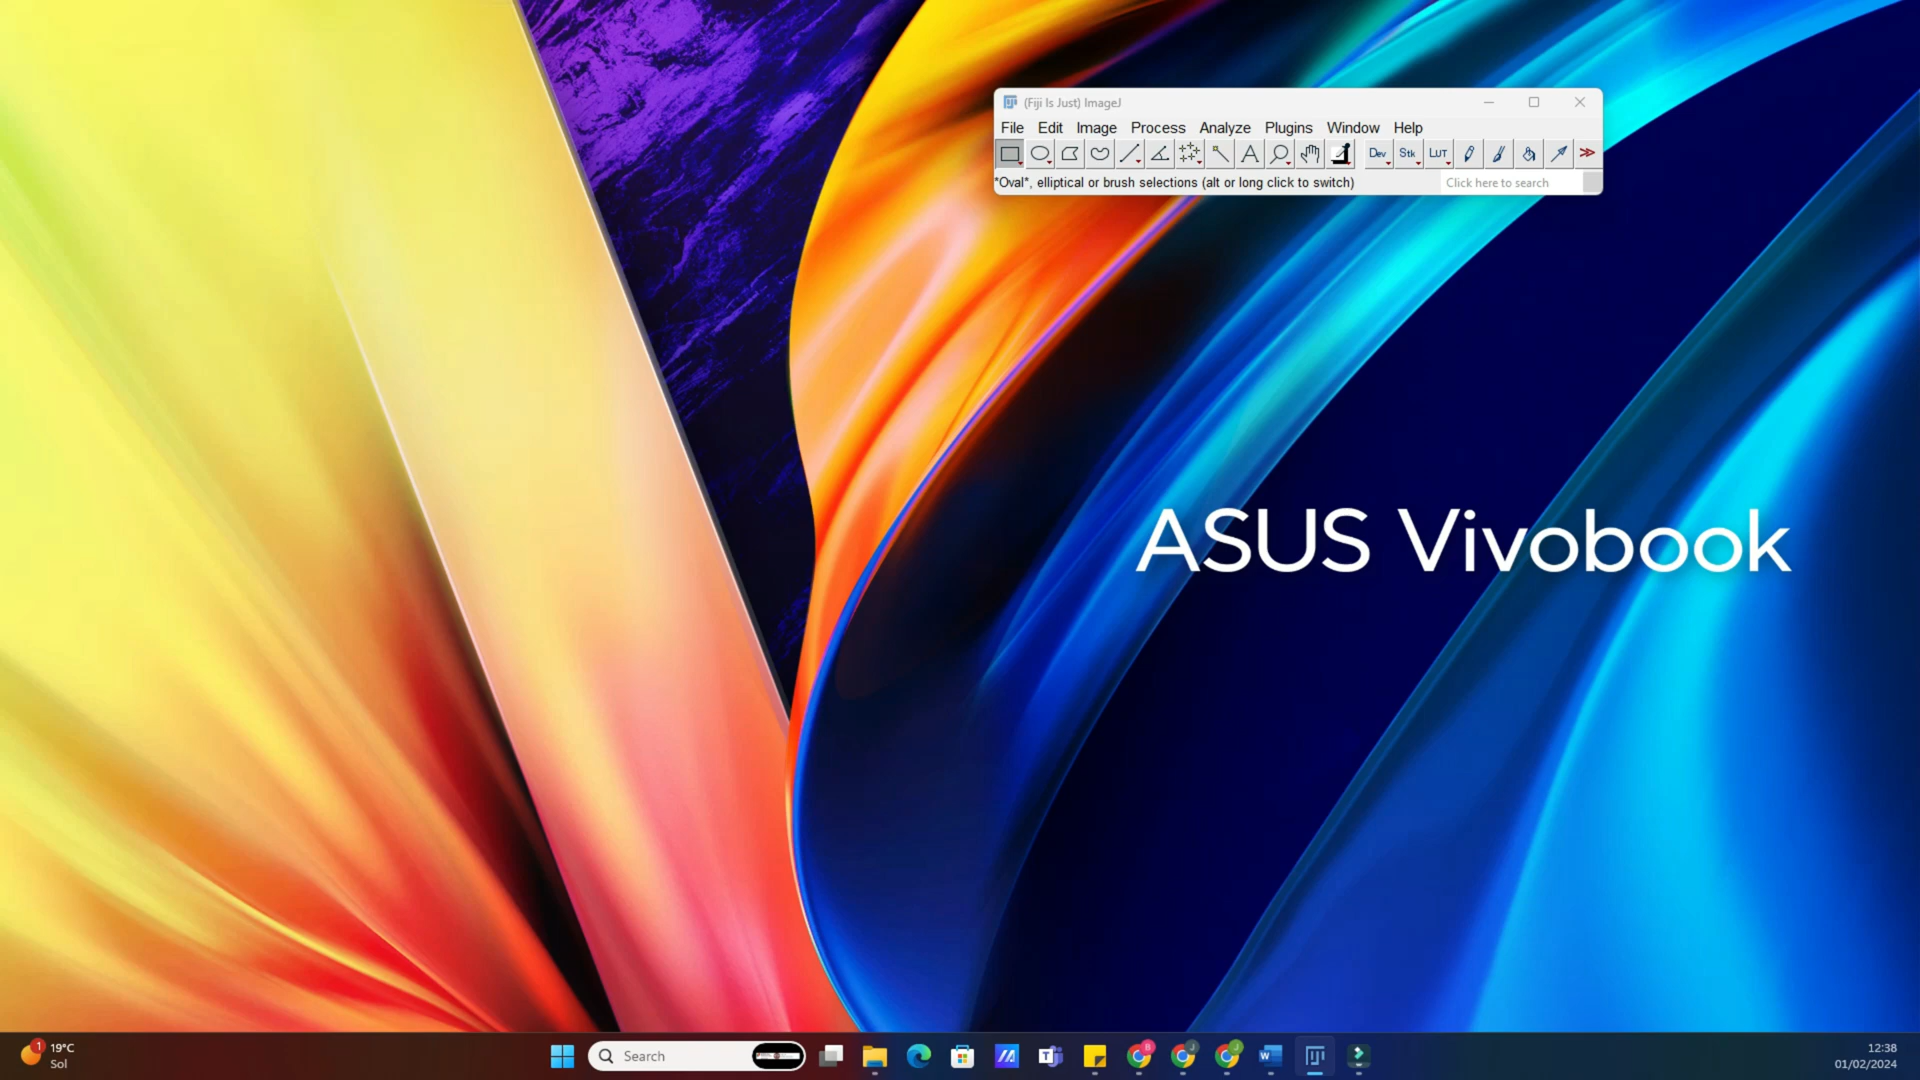 (Fiji Is Just) ImageJ
File Edit Image Process Analyze Plugins Window Help
Dev Stk LUT
*Oval*, elliptical or brush selections (alt or long click to switch) Click here to search
ASUS Vivobook
1 19°C
Sol
Search
12:38
01/02/2024